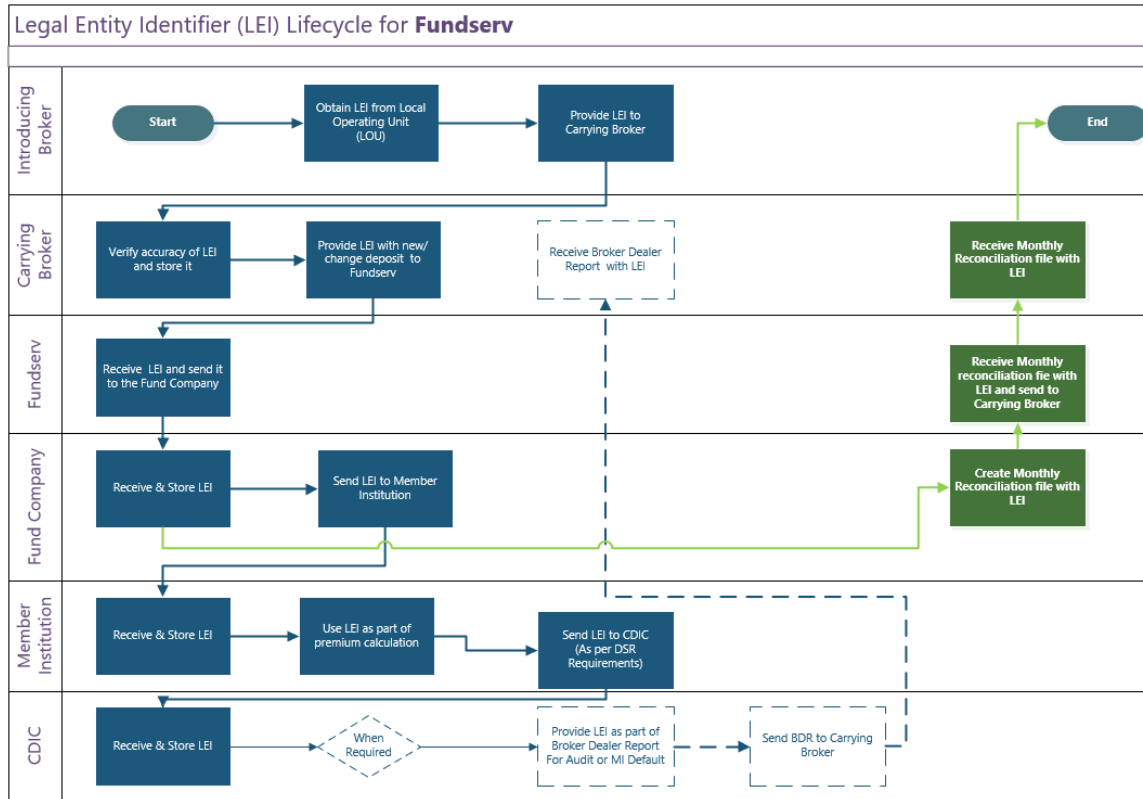 Legal Entity Identifier (LEI) Lifecycle for Fundserv
Introducing
Broker
Start
Obtain LEI from Local
Operating Unit
(LOU)
Provide LEI to
Carrying Broker
End
Carrying
Broker
Verify accuracy of LEI
and store it
Provide LEI with new/
change deposit to
Fundserv
Receive Broker Dealer
Report with LEI
Receive Monthly
Reconciliation file with
LEI
Fundserv
Receive LEI and send it
to the Fund Company
Receive Monthly
reconciliation fie with
LEI and send to
Carrying Broker
Fund Company
Receive & Store LEI
Send LEI to Member
Institution
Create Monthly
Reconciliation file with
LEI
Member
Institution
Receive & Store LEI
Use LEI as part of
premium calculation
Send LEI to CDIC
(As per DSR
Requirements)
CDIC
Receive & Store LEI
When
Required
Provide LEI as part of
Broker Dealer Report
For Audit or MI Default
Send BDR to Carrying
Broker